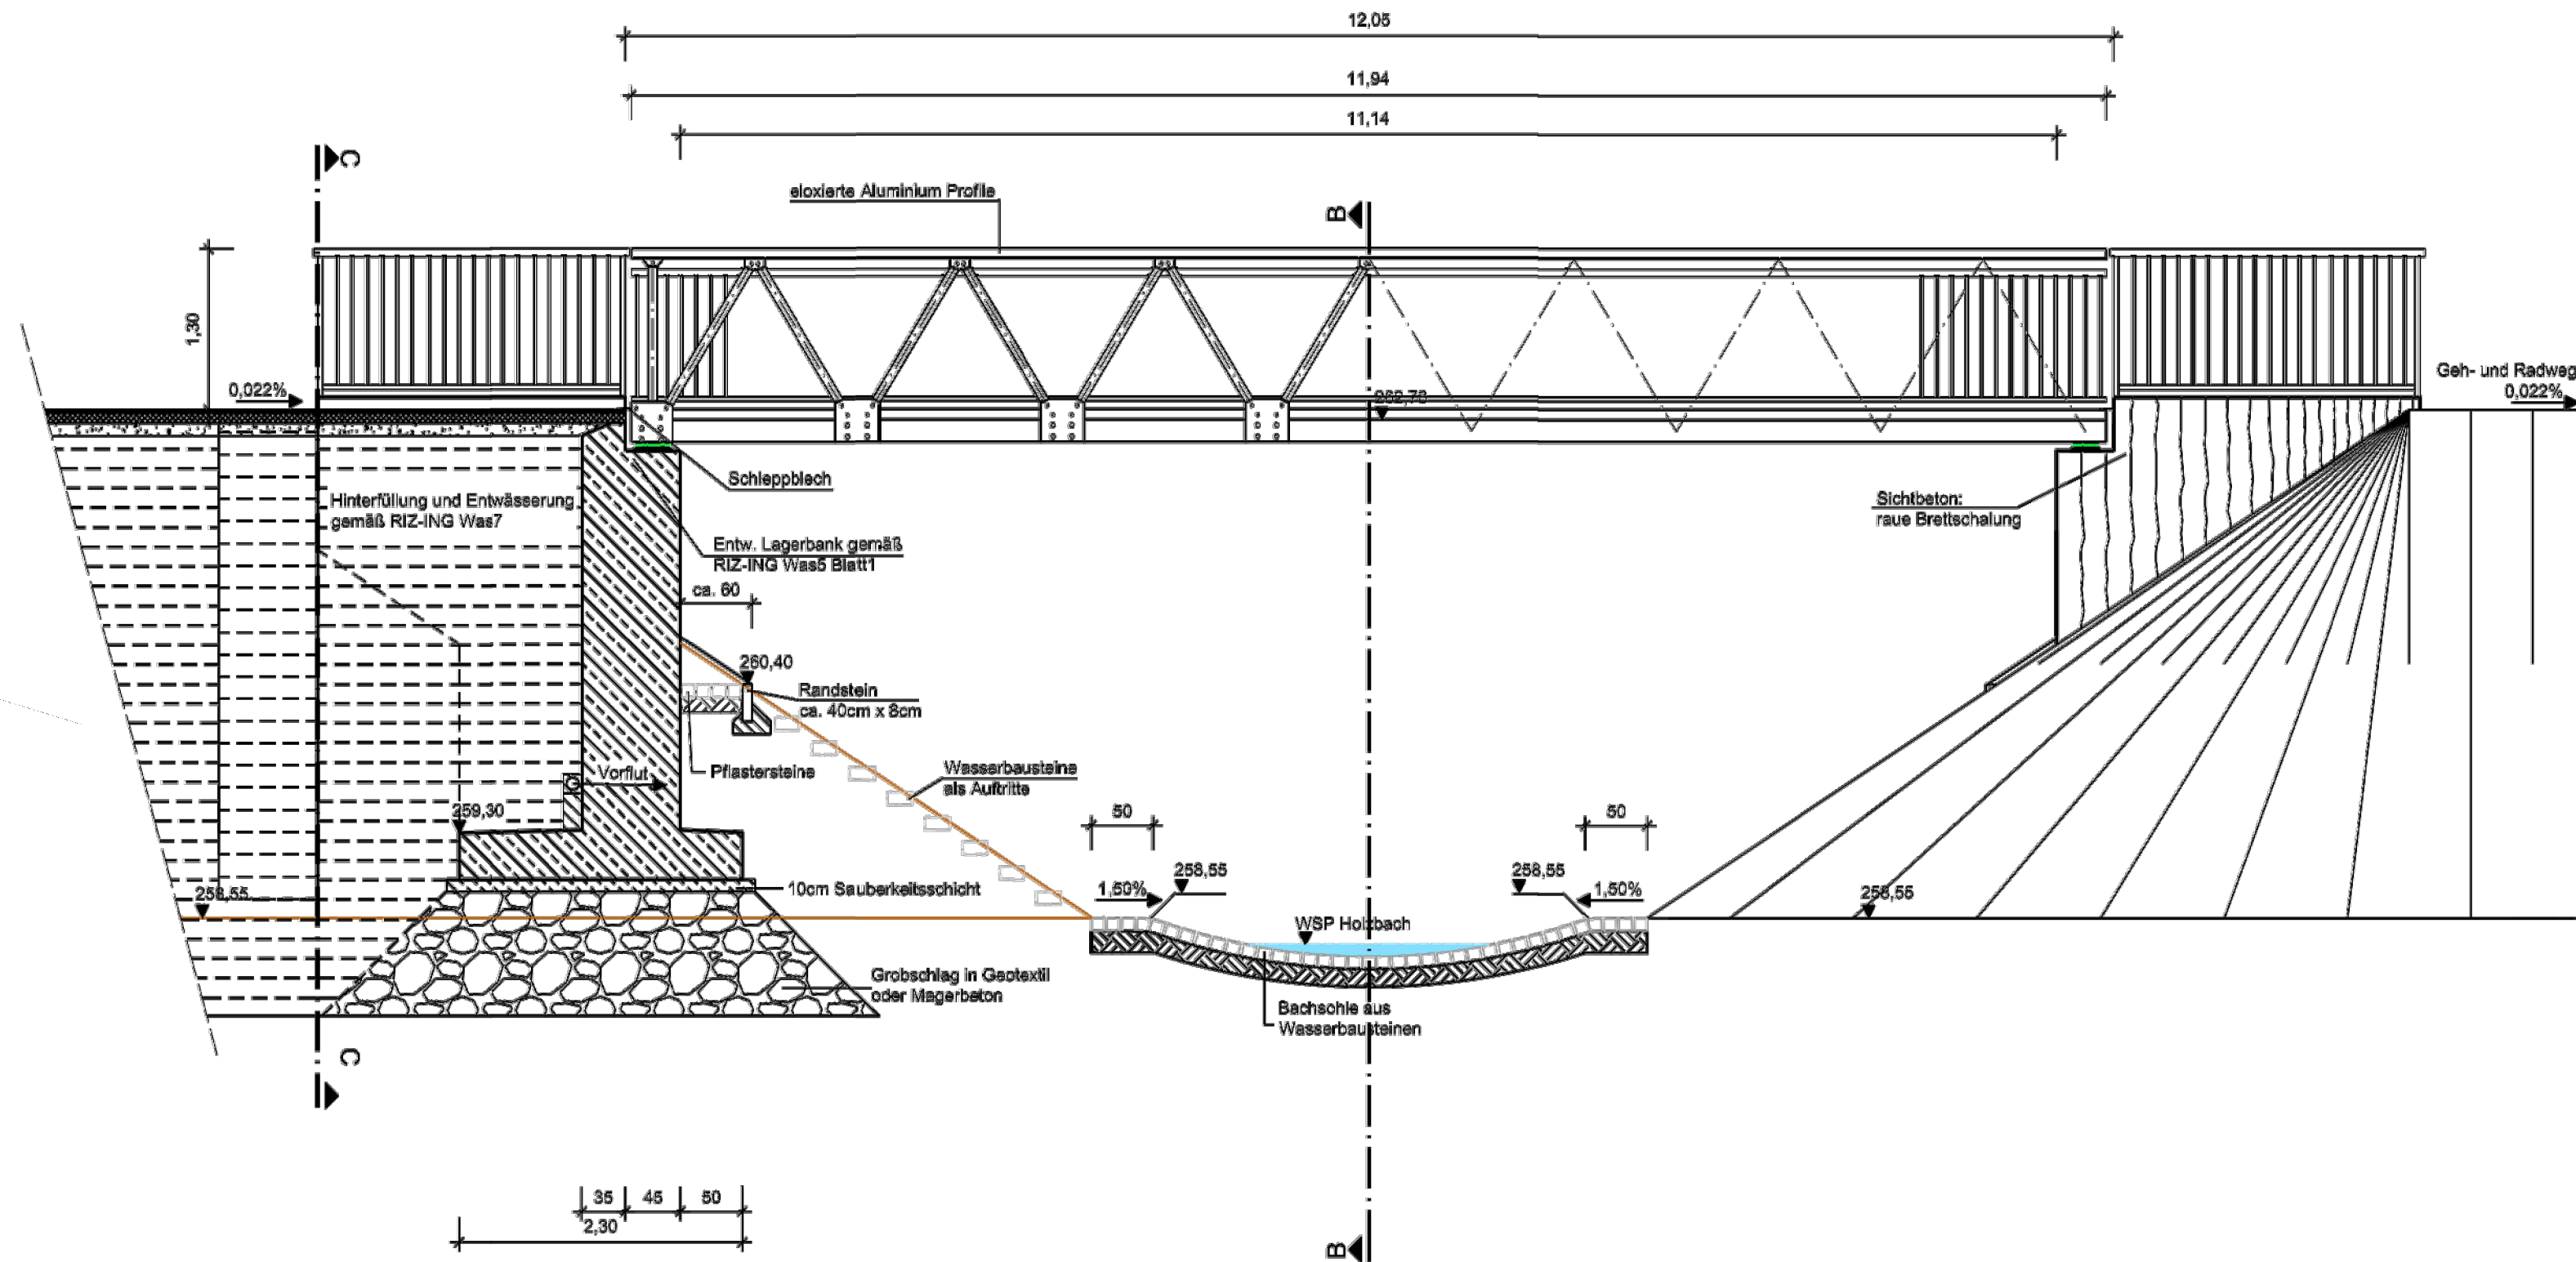 12,05
11,94
11,14
C
eloxierte Aluminium Profile
B
1,30
0,022%
262,78
Geh- und Radweg
0,022%
Schleppblech
Hinterfüllung und Entwässerung
gemäß RIZ-ING Was7
Sichtbeton:
raue Brettschalung
Entw. Lagerbank gemäß
RIZ-ING Was5 Blatt1
ca. 60
260,40
Randstein
ca. 40cm x 8cm
Pflastersteine
Vorflut
G
Wasserbausteine
als Auftritte
259,30
50
50
258,55
258,55
1,50%
1,50%
10cm Sauberkeitsschicht
258,55
258,55
WSP Holzbach
Grobschlag in Geotextil
oder Magerbeton
Bachsohle aus
Wasserbausteinen
C
35
45
50
2,30
B